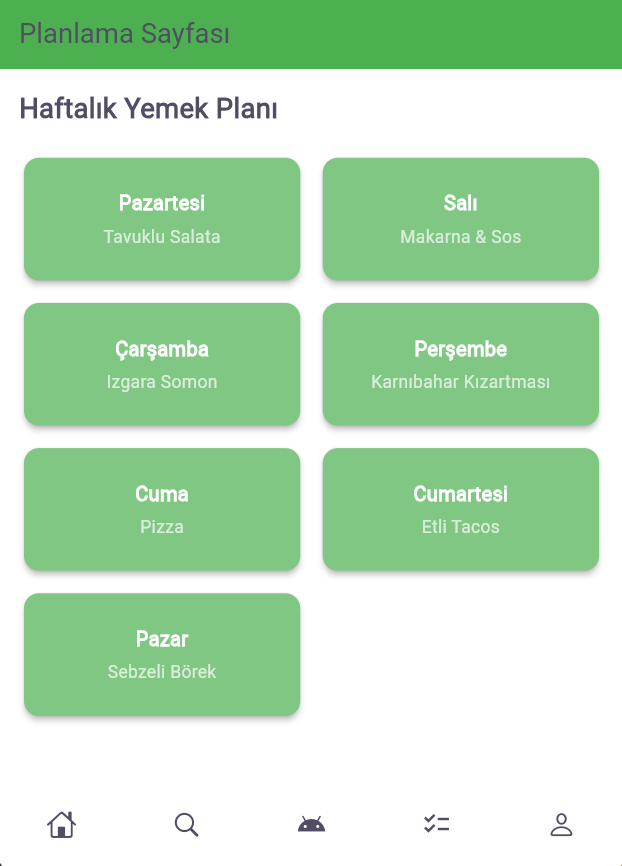 Planlama Sayfası
Haftalık Yemek Planı
Pazartesi
Tavuklu Salata
Salı
Makarna & Sos
Çarşamba
Izgara Somon
Perşembe
Karnıbahar Kızartması
Cuma
Pizza
Cumartesi
Etli Tacos
Pazar
Sebzeli Börek